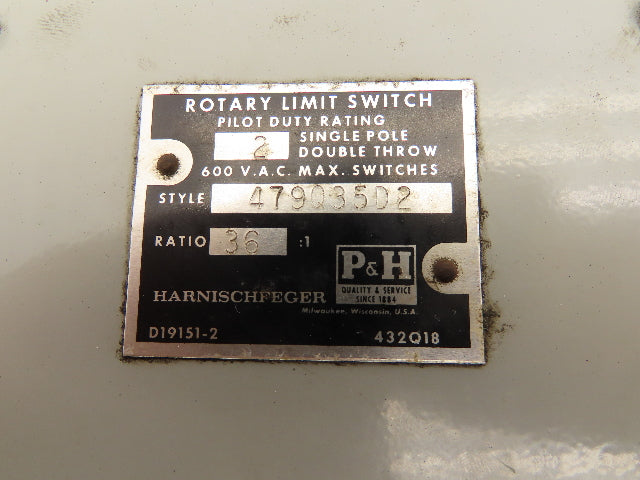 ROTARY LIMIT SWITCH
PILOT DUTY RATING
2 SINGLE POLE
DOUBLE THROW
600 V.A.C. MAX. SWITCHES
STYLE 479Q35D2
RATIO 36 :1
P&H
QUALITY & SERVICE
SINCE 1884
HARNISCHFEGER
Milwaukee, Wisconsin, U.S.A.
D19151-2 432Q18